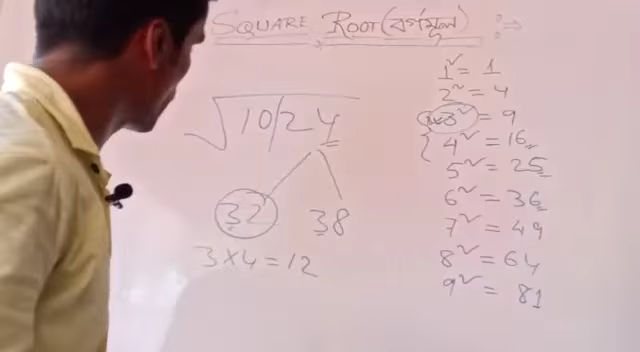 SQUARE ROOT (বর্গমূল) :⇒
√10/24
32 38
3×4=12
1² = 1
2² = 4
3² = 9
4² = 16
5² = 25
6² = 36
7² = 49
8² = 64
9² = 81